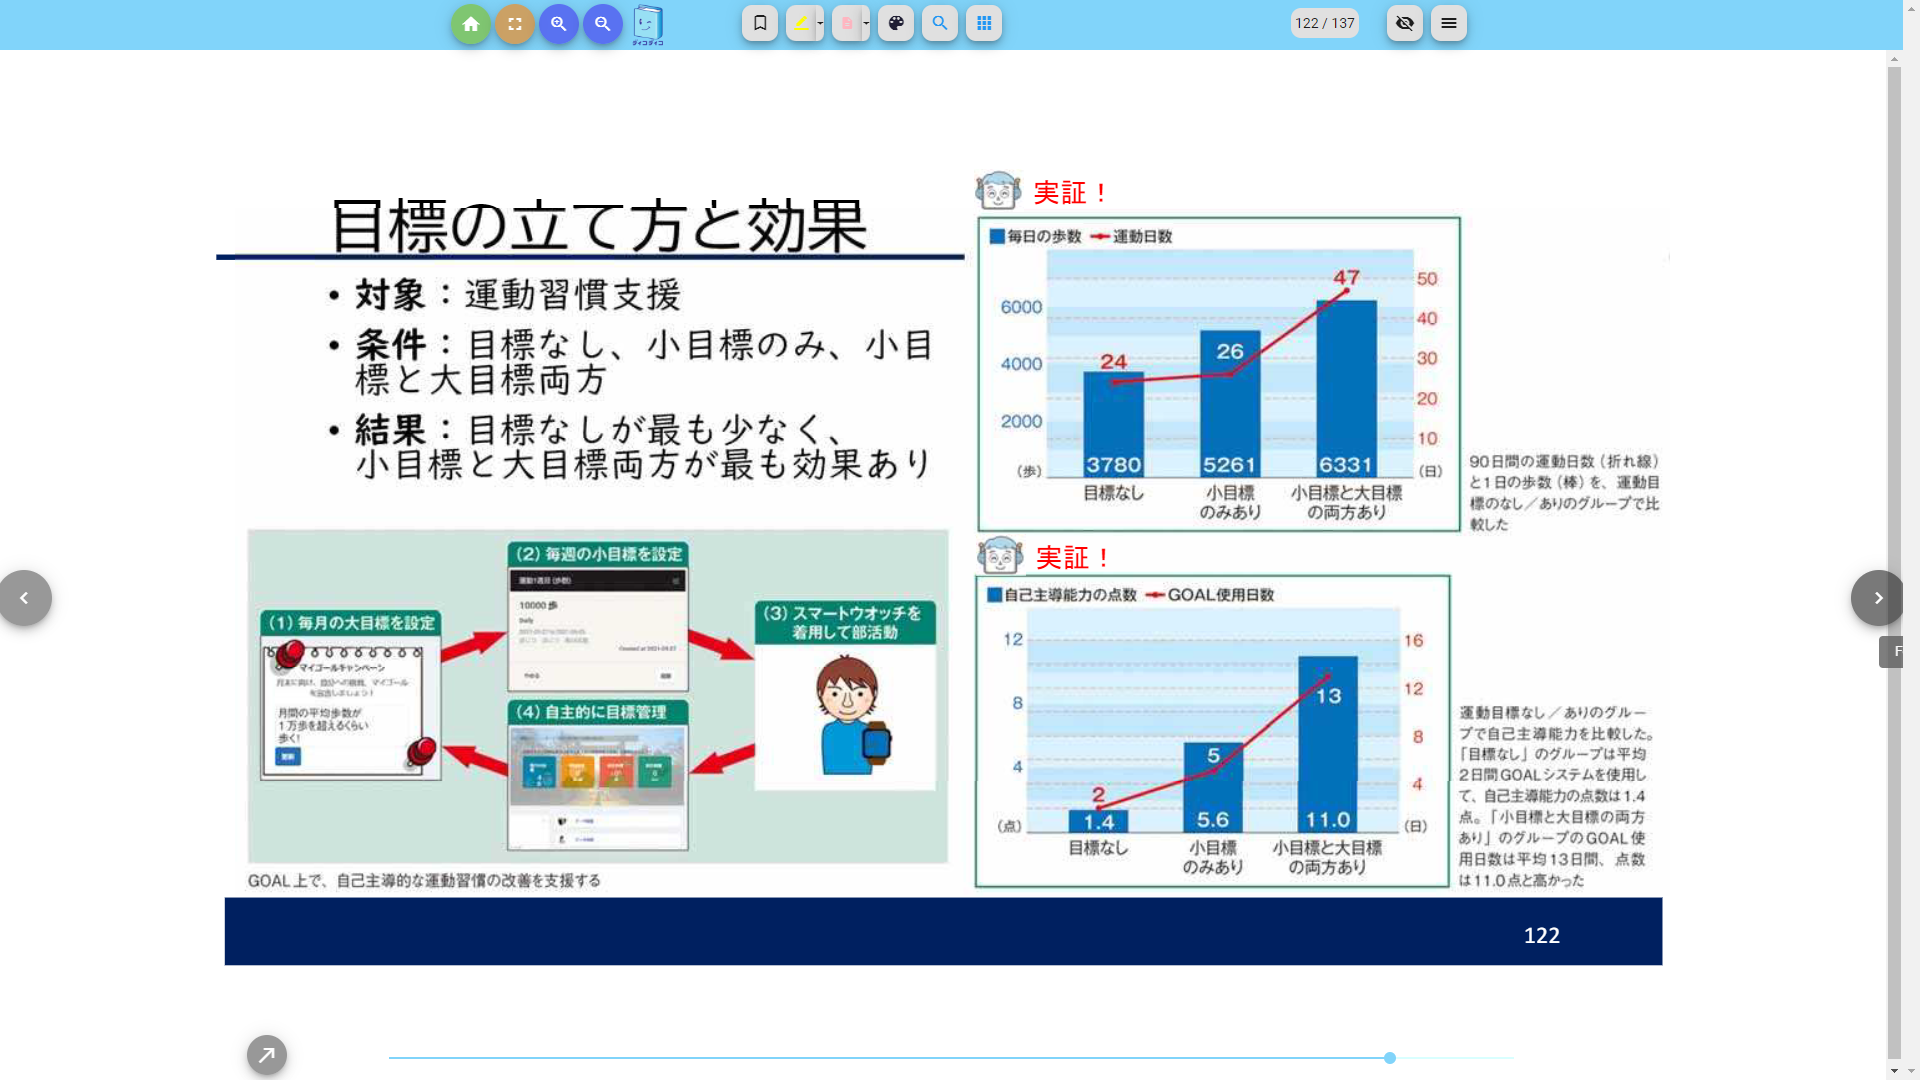 122 / 137
目標の立て方と効果
• 対象：運動習慣支援
• 条件：目標なし、小目標のみ、小目
標と大目標両方
• 結果：目標なしが最も少なく、
小目標と大目標両方が最も効果あり
(1) 毎月の大目標を設定
マイゴールキャンペーン
月間の平均歩数が
１万歩を超えるくらい
歩く!
更新
(2) 毎週の小目標を設定
運動1週目 (歩数)
10000 歩
Daily
(3) スマートウオッチを
着用して部活動
(4) 自主的に目標管理
GOAL上で、自己主導的な運動習慣の改善を支援する
実証！
毎日の歩数 運動日数
6000
4000
2000
(歩)
50
40
30
20
10
(日)
24
26
47
3780
5261
6331
目標なし
小目標
のみあり
小目標と大目標
の両方あり
90日間の運動日数（折れ線）
と1日の歩数（棒）を、運動目
標のなし／ありのグループで比
較した
実証！
自己主導能力の点数 GOAL使用日数
12
8
4
(点)
16
12
8
4
(日)
2
5
13
1.4
5.6
11.0
目標なし
小目標
のみあり
小目標と大目標
の両方あり
運動目標なし／ありのグルー
プで自己主導能力を比較した。
「目標なし」のグループは平均
2日間GOALシステムを使用し
て、自己主導能力の点数は1.4
点。「小目標と大目標の両方
あり」のグループのGOAL使
用日数は平均13日間、点数
は11.0点と高かった
122